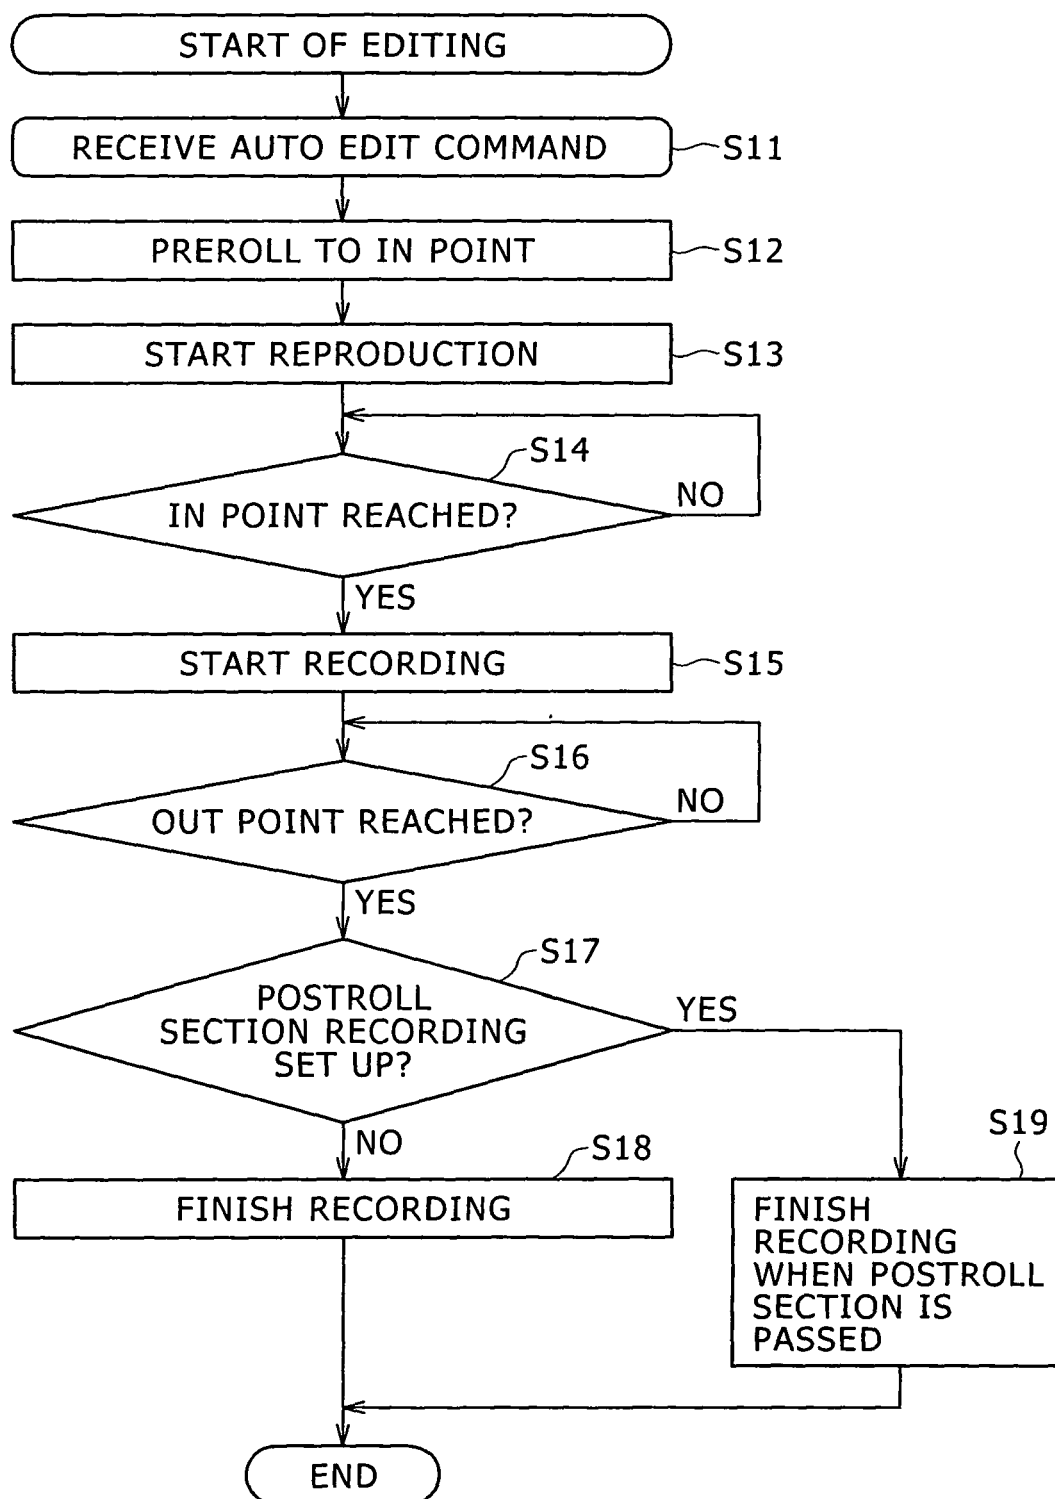 START OF EDITING
RECEIVE AUTO EDIT COMMAND
S11
PREROLL TO IN POINT
S12
START REPRODUCTION
S13
S14
NO
IN POINT REACHED?
YES
START RECORDING
S15
S16
NO
OUT POINT REACHED?
YES
S17
POSTROLL
SECTION RECORDING
SET UP?
YES
NO
S18
FINISH RECORDING
S19
FINISH
RECORDING
WHEN POSTROLL
SECTION IS
PASSED
END